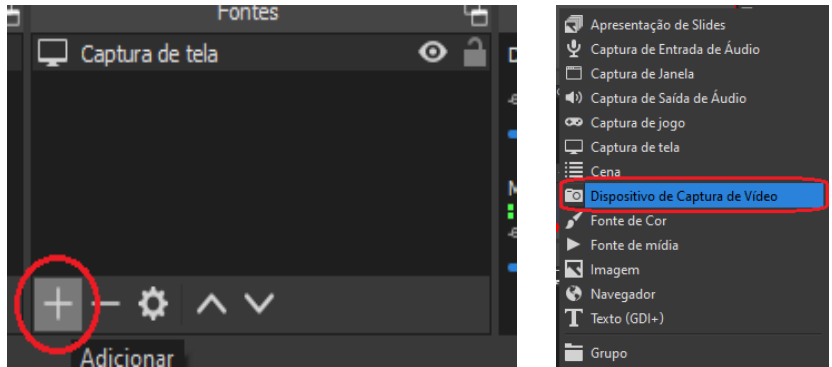 Fontes
Captura de tela
Adicionar
Apresentação de Slides
Captura de Entrada de Áudio
Captura de Janela
Captura de Saída de Áudio
Captura de jogo
Captura de tela
Cena
Dispositivo de Captura de Vídeo
Fonte de Cor
Fonte de mídia
Imagem
Navegador
Texto (GDI+)
Grupo